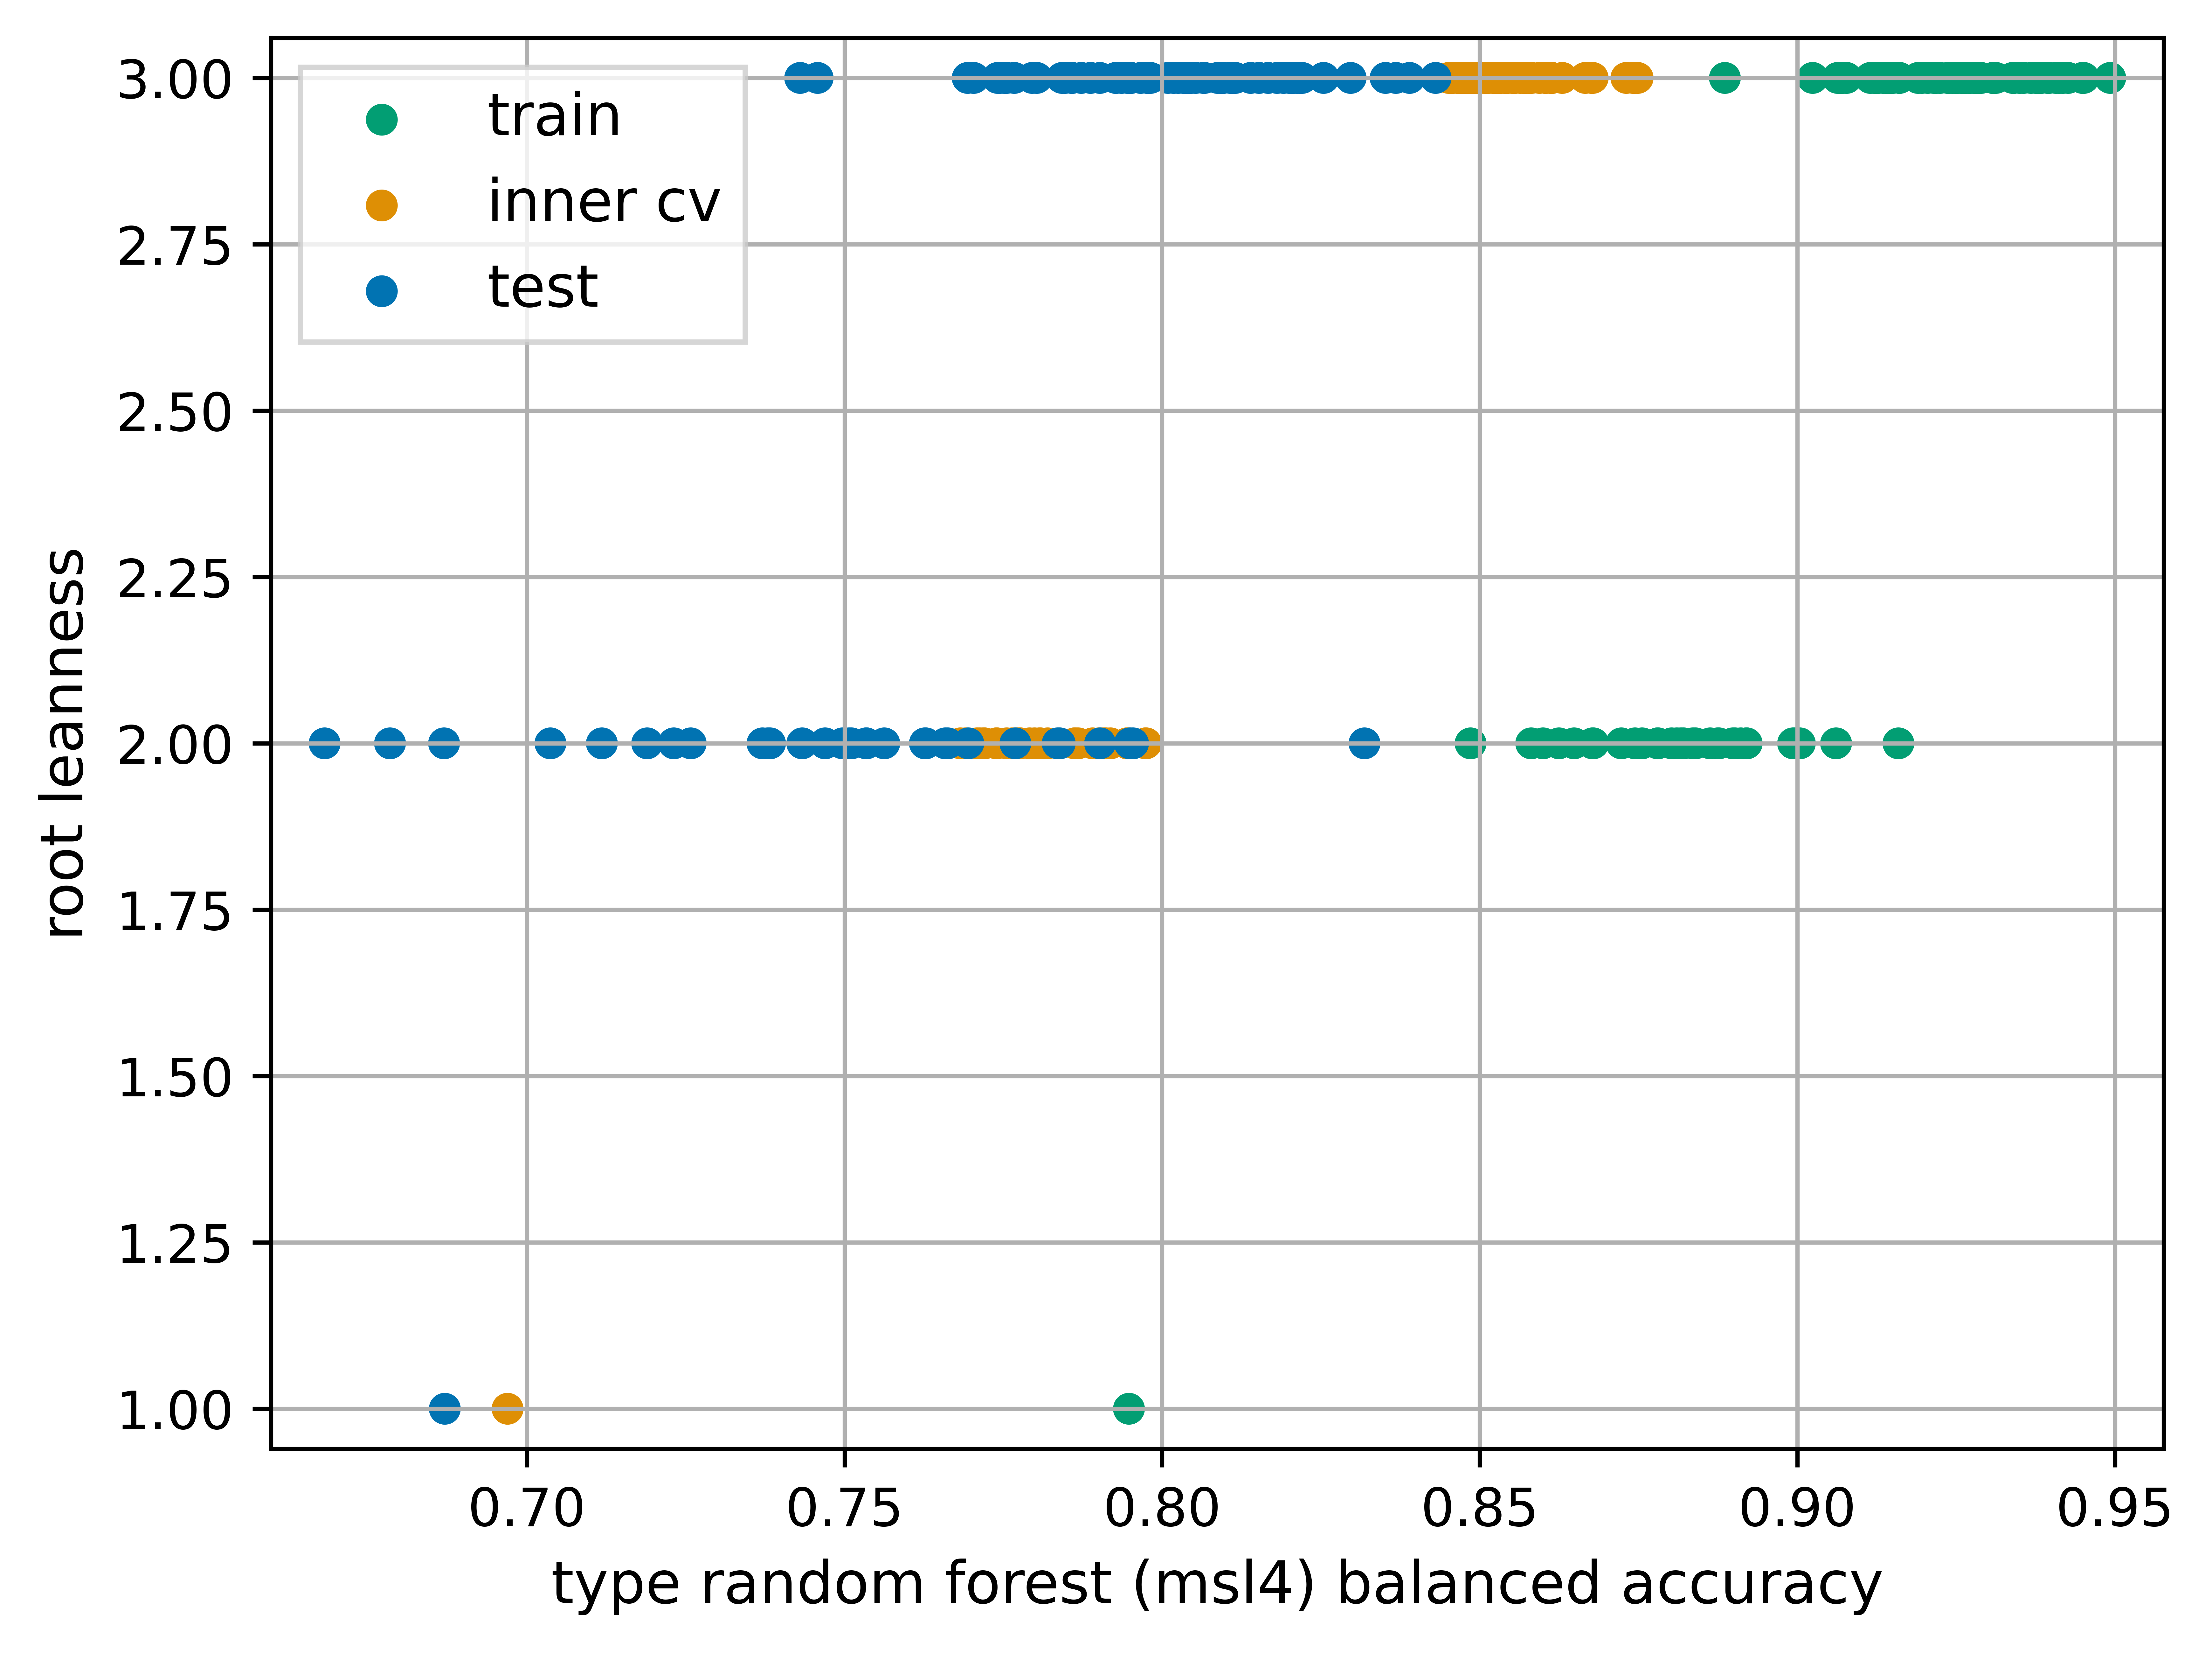 3.00
2.75
2.50
2.25
2.00
1.75
1.50
1.25
1.00
root leanness
train
inner cv
test
0.70 0.75 0.80 0.85 0.90 0.95
type random forest (msl4) balanced accuracy